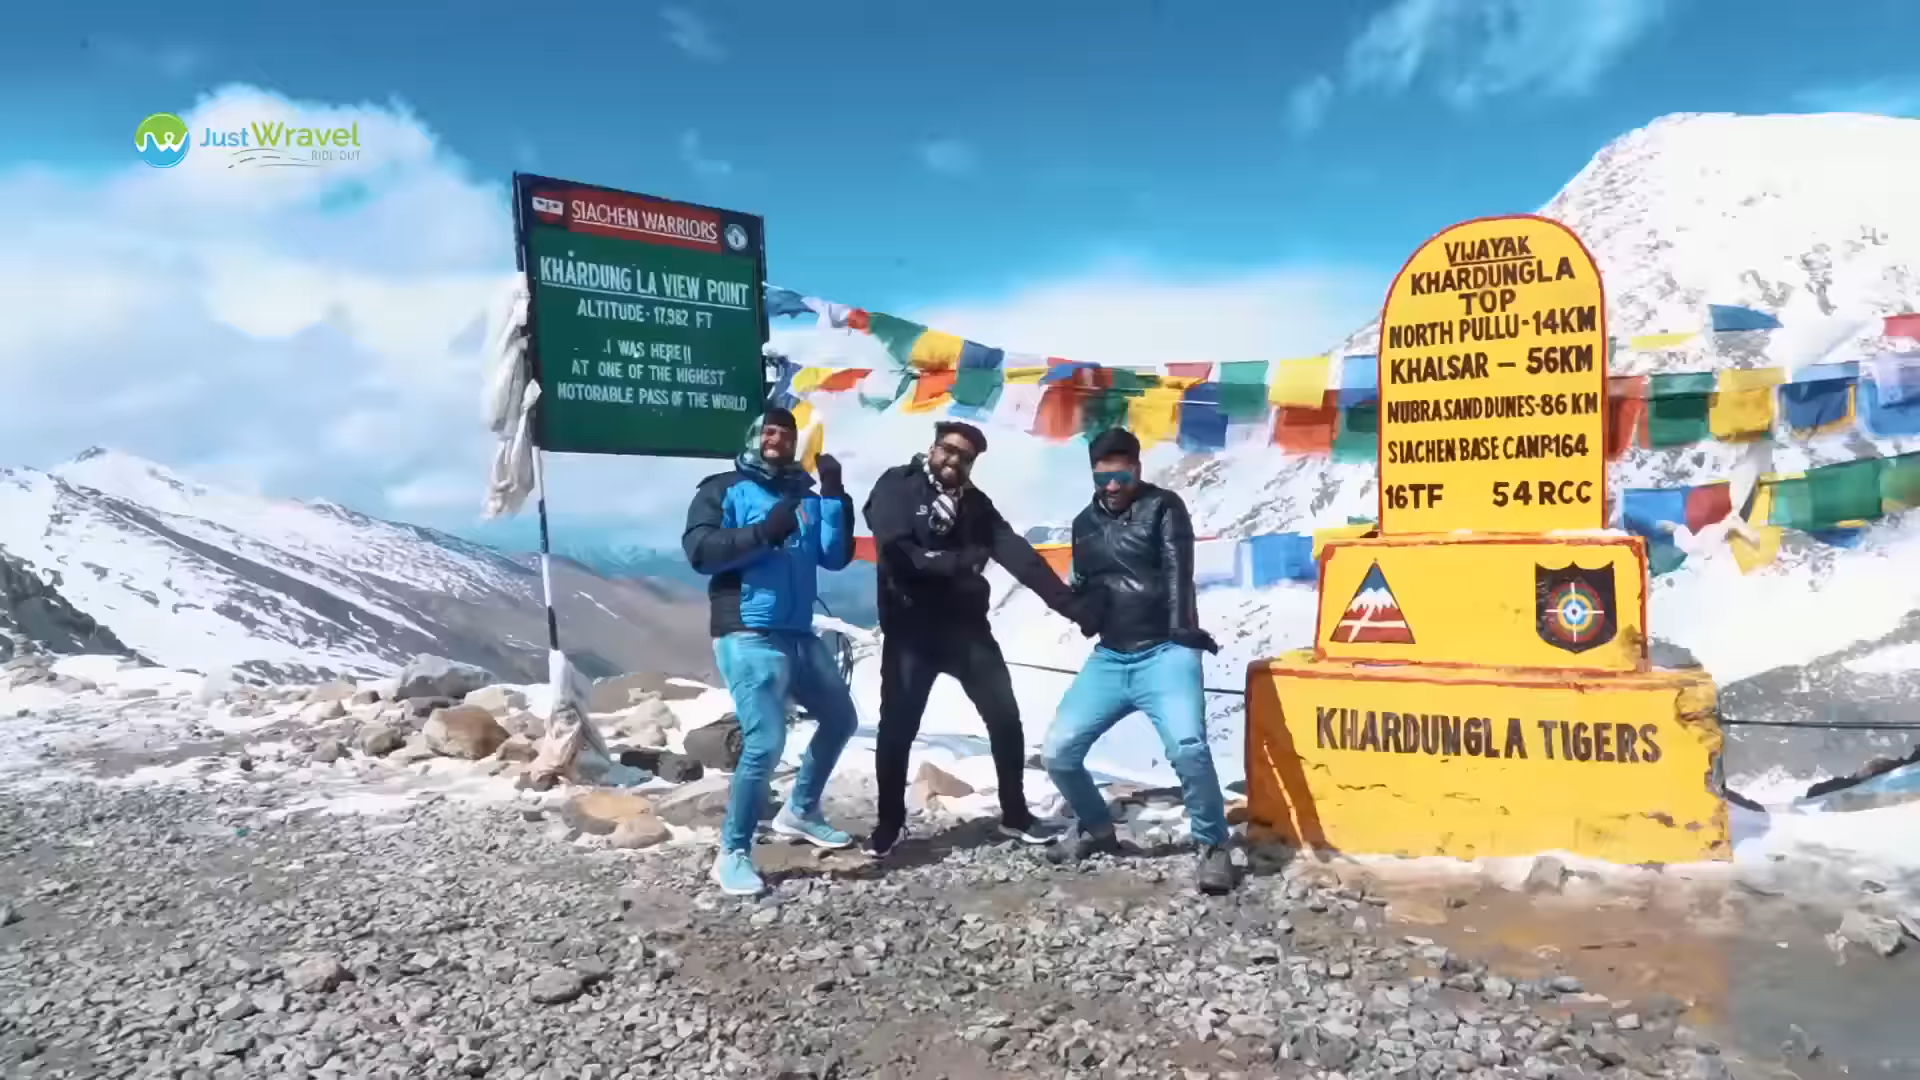 JustWravel
RIDE OUT
SIACHEN WARRIORS
KHARDUNG LA VIEW POINT
ALTITUDE - 17,982 FT
I WAS HERE !!
AT ONE OF THE HIGHEST
MOTORABLE PASS OF THE WORLD
VIJAYAK
KHARDUNGLA
TOP
NORTH PULLU - 14KM
KHALSAR – 56KM
NUBRA SAND DUNES - 86 KM
SIACHEN BASE CAMP-164
16TF 54 RCC
KHARDUNGLA TIGERS